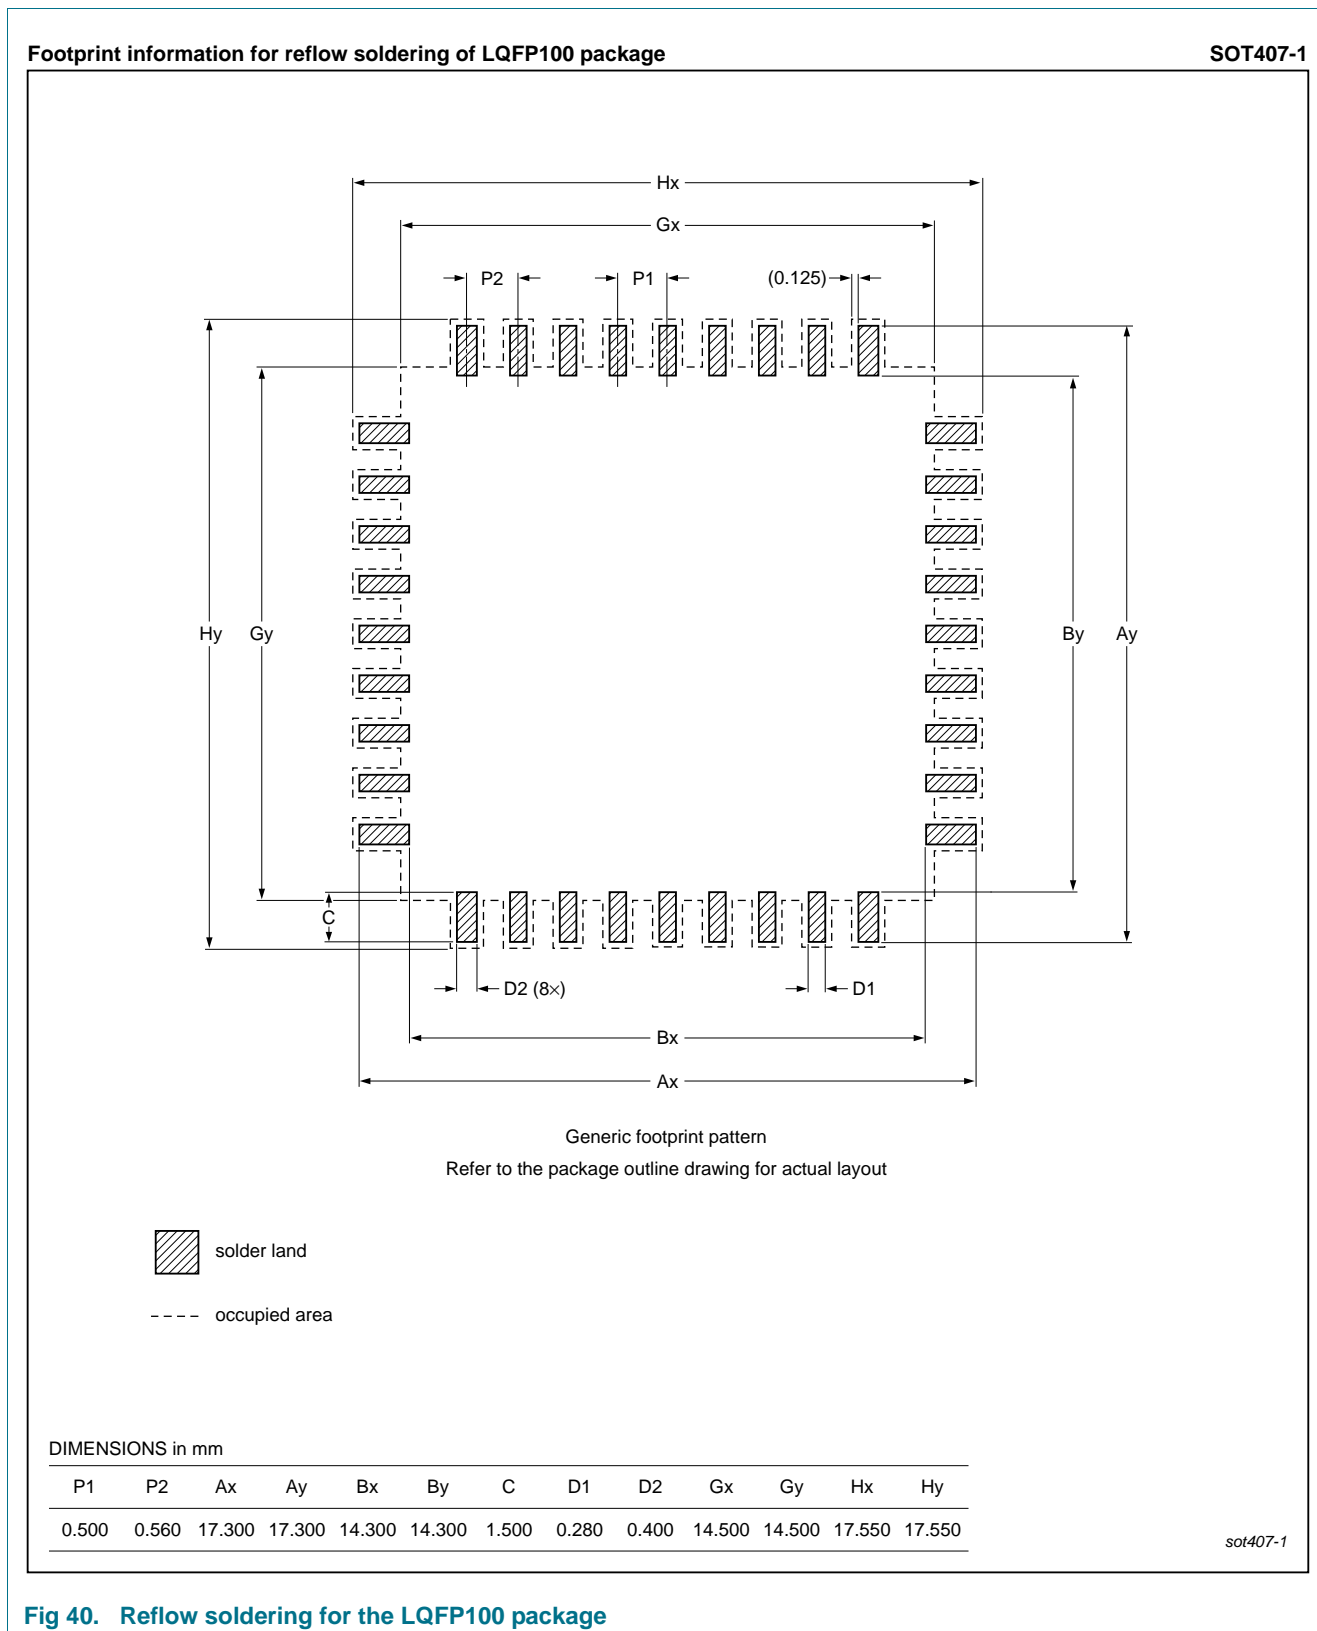 Footprint information for reflow soldering of LQFP100 package SOT407-1
Hx
Gx
P2 P1 (0.125)
Hy Gy By Ay
C
D2 (8×) D1
Bx
Ax
Generic footprint pattern
Refer to the package outline drawing for actual layout
solder land
occupied area
DIMENSIONS in mm
P1 P2 Ax Ay Bx By C D1 D2 Gx Gy Hx Hy
0.500 0.560 17.300 17.300 14.300 14.300 1.500 0.280 0.400 14.500 14.500 17.550 17.550
sot407-1
Fig 40. Reflow soldering for the LQFP100 package